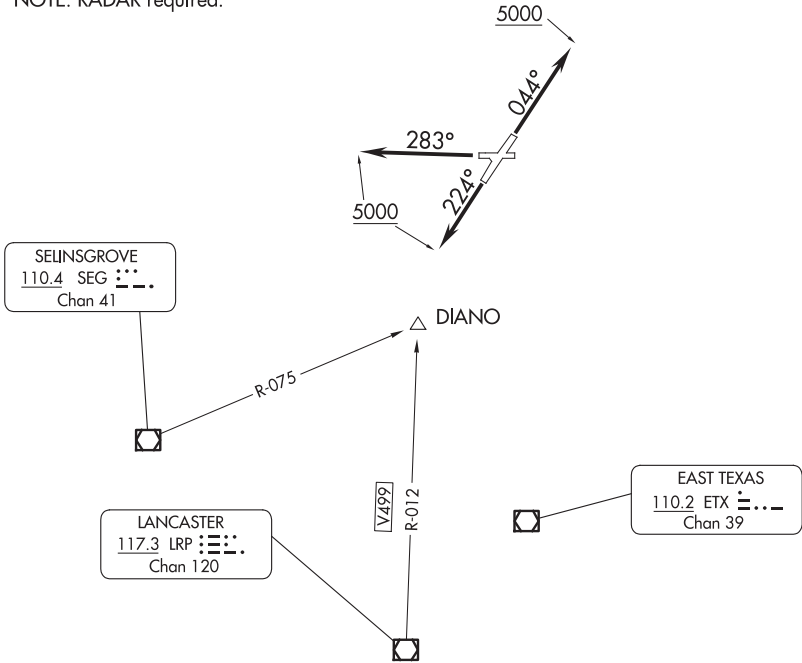 NOTE: RADAR required.
5000
044°
283°
224°
5000
SELINSGROVE
110.4 SEG
Chan 41
DIANO
R-075
V499
R-012
LANCASTER
117.3 LRP
Chan 120
EAST TEXAS
110.2 ETX
Chan 39